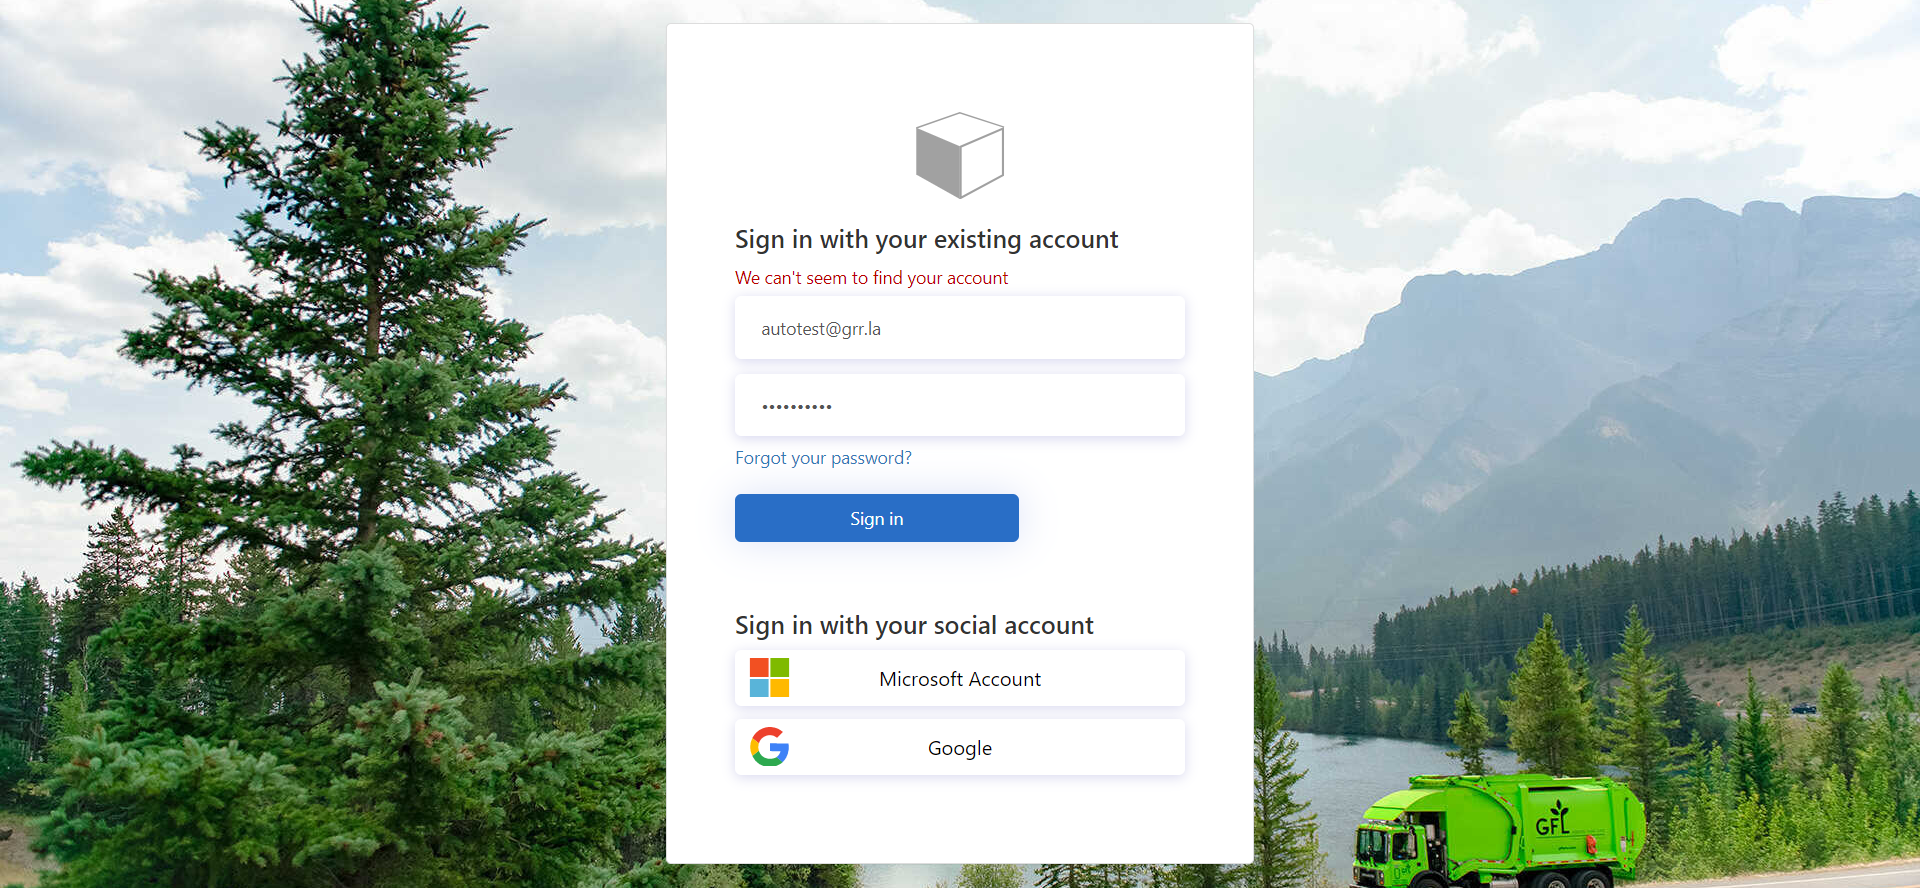 Sign in with your existing account
We can't seem to find your account
autotest@grr.la
••••••••••
Forgot your password?
Sign in
Sign in with your social account
Microsoft Account
Google
GFL